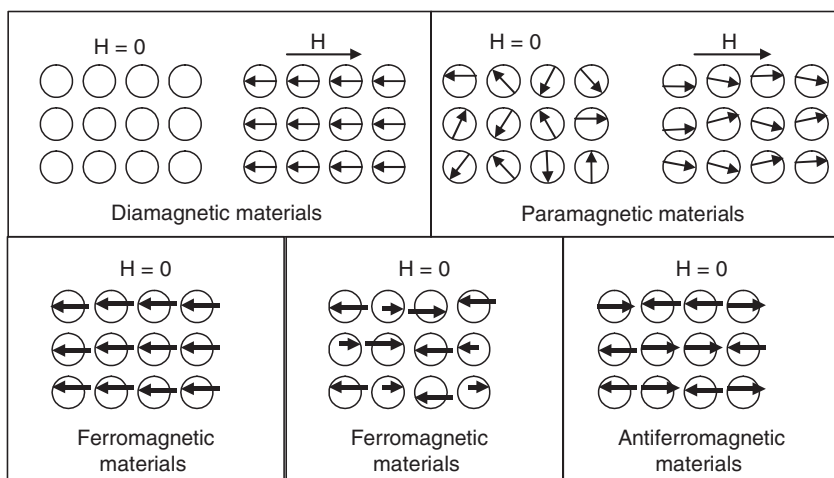 H = 0
H
Diamagnetic materials
H = 0
H
Paramagnetic materials
H = 0
Ferromagnetic
materials
H = 0
Ferromagnetic
materials
H = 0
Antiferromagnetic
materials